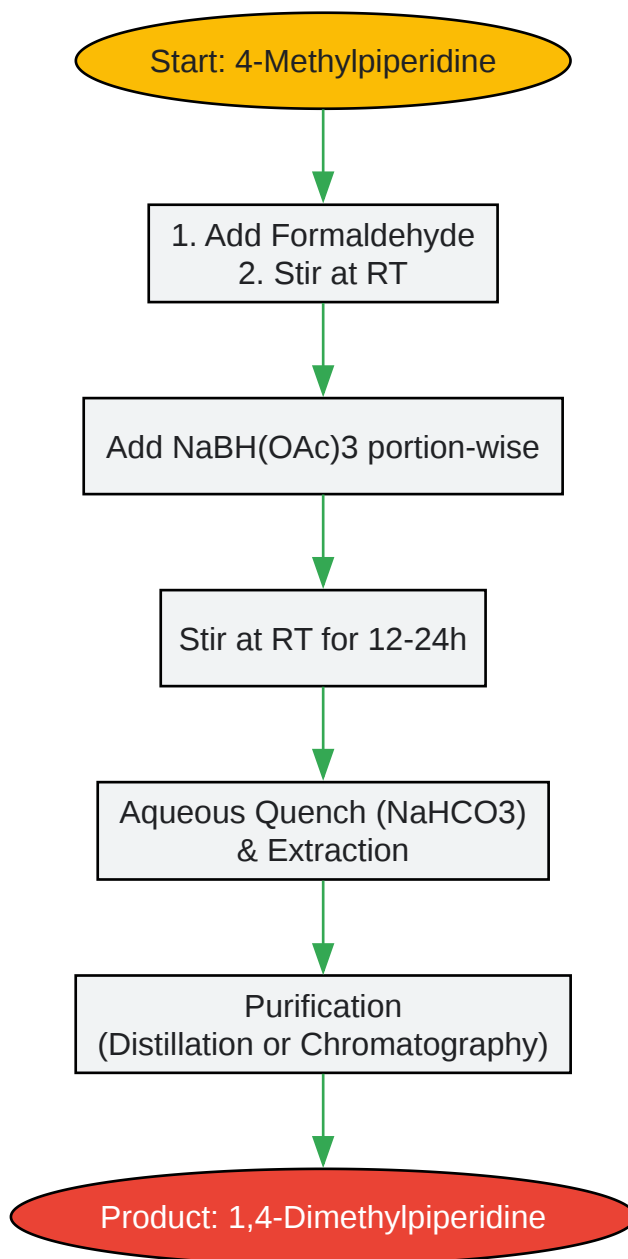 Start: 4-Methylpiperidine
1. Add Formaldehyde
2. Stir at RT
Add NaBH(OAc)3 portion-wise
Stir at RT for 12-24h
Aqueous Quench (NaHCO3)
& Extraction
Purification
(Distillation or Chromatography)
Product: 1,4-Dimethylpiperidine